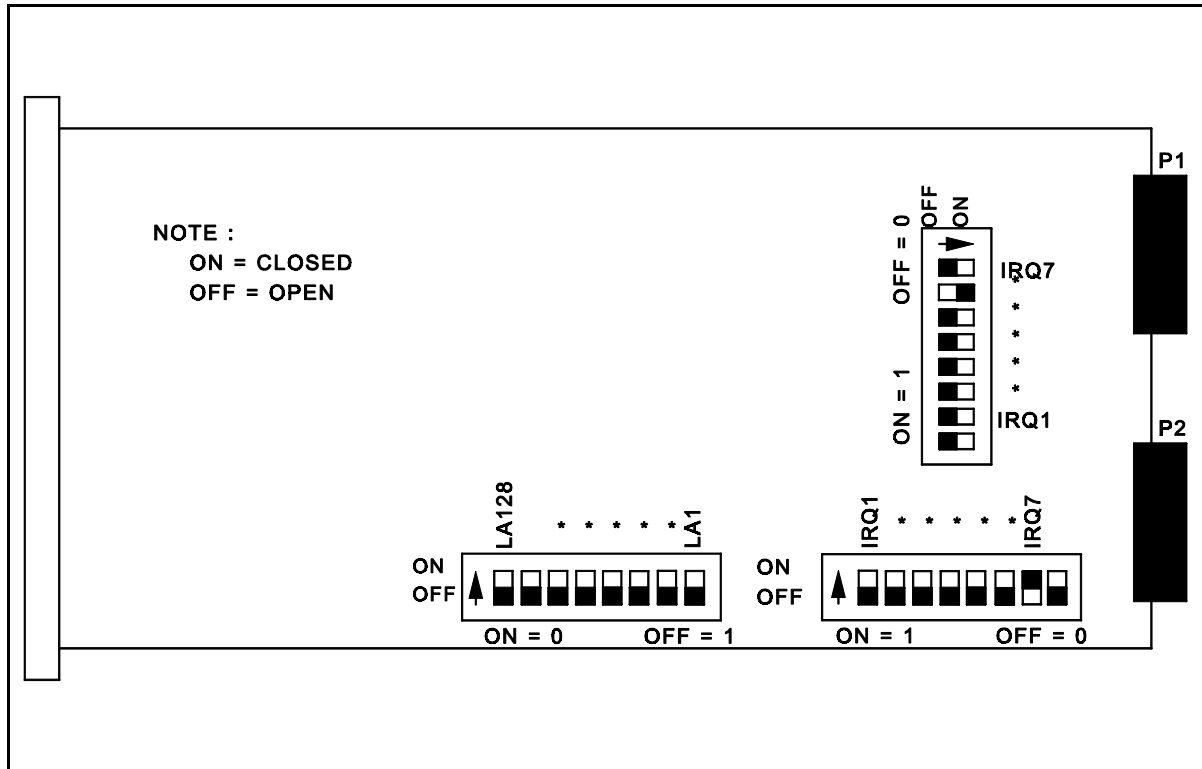 P1
OFF
ON
OFF = 0
NOTE :
ON = CLOSED
OFF = OPEN
IRQ7
* * * * *
ON = 1
IRQ1
P2
LA128 * * * * * LA1
ON
OFF
ON = 0 OFF = 1
IRQ1 * * * * * IRQ7
ON
OFF
ON = 1 OFF = 0